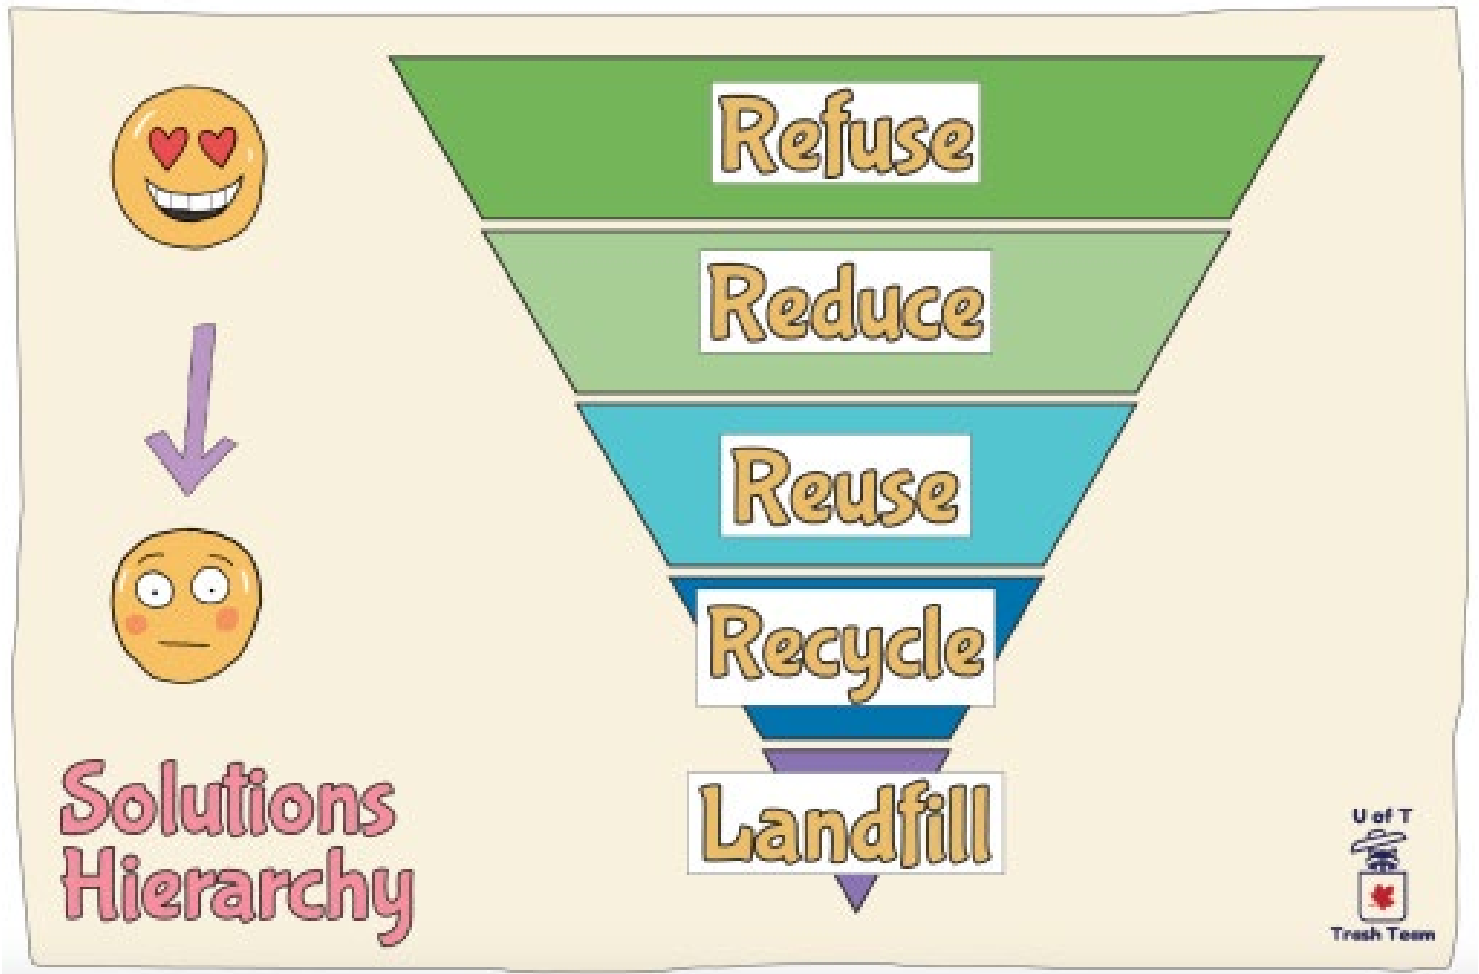 Refuse
Reduce
Reuse
Recycle
Landfill
Solutions
Hierarchy
U of T
Trash Team